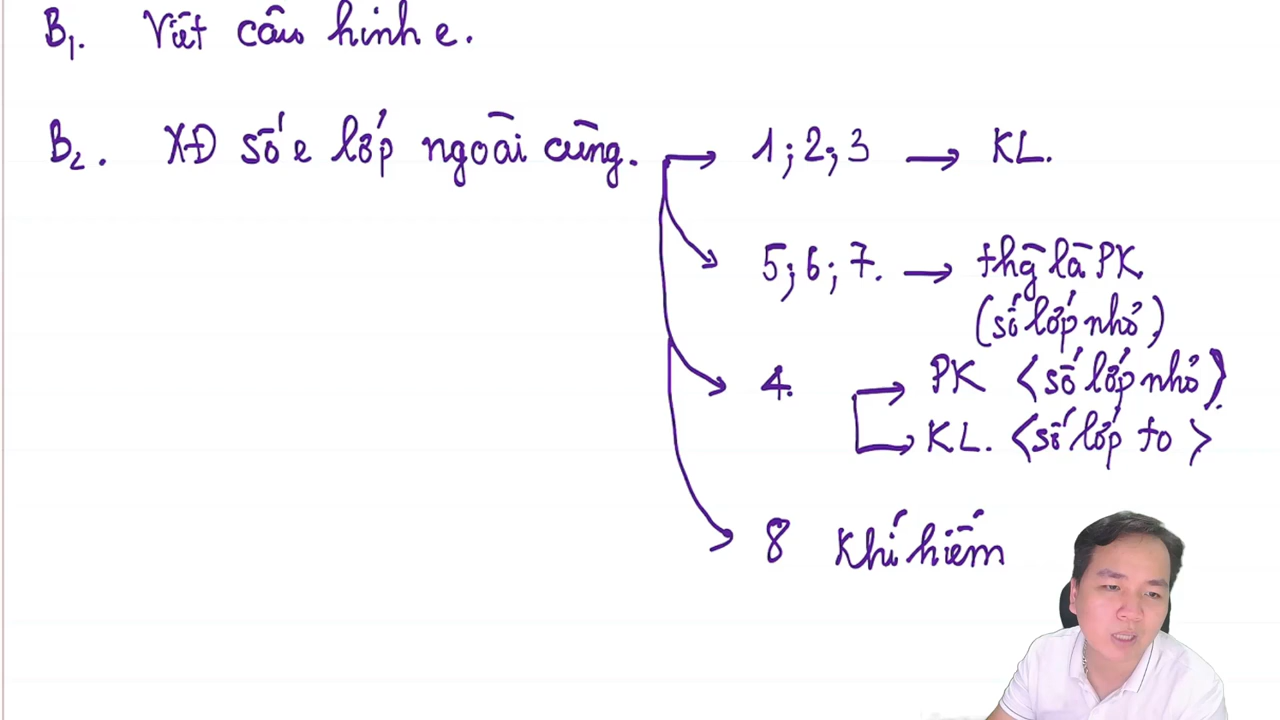 B1. Viết cấu hình e.
B2. XĐ số e lớp ngoài cùng. → 1; 2; 3 → KL.
5; 6; 7. → thg là PK
(số lớp nhỏ)
4. → PK <số lớp nhỏ>
→ KL. <số lớp to>
→ 8 Khí hiếm